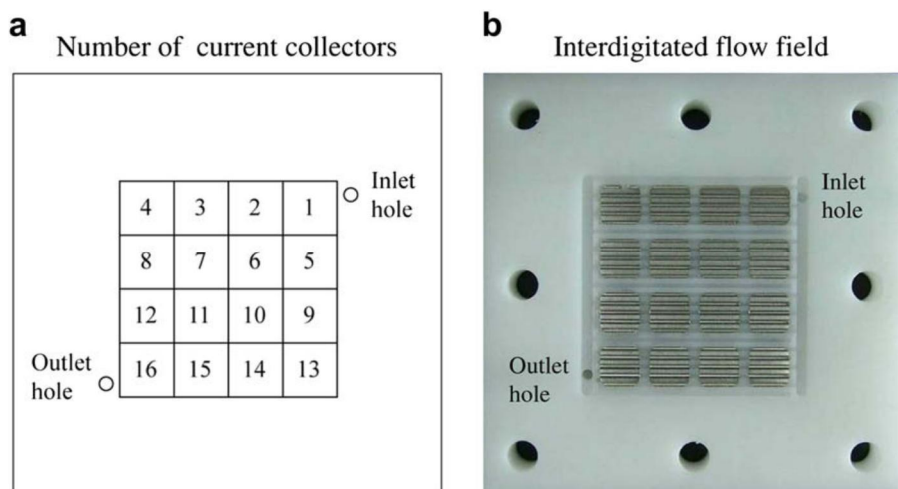 a
Number of current collectors
Inlet
hole
4 3 2 1
8 7 6 5
12 11 10 9
16 15 14 13
Outlet
hole
b
Interdigitated flow field
Inlet
hole
Outlet
hole